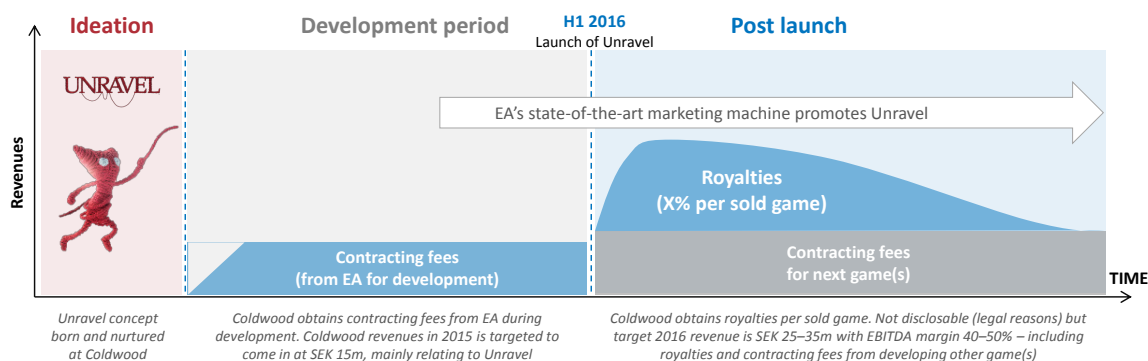 Ideation
Development period
H1 2016
Launch of Unravel
Post launch
UNRAVEL
EA's state-of-the-art marketing machine promotes Unravel
Revenues
Royalties
(X% per sold game)
Contracting fees
(from EA for development)
Contracting fees
for next game(s)
TIME
Unravel concept
born and nurtured
at Coldwood
Coldwood obtains contracting fees from EA during
development. Coldwood revenues in 2015 is targeted to
come in at SEK 15m, mainly relating to Unravel
Coldwood obtains royalties per sold game. Not disclosable (legal reasons) but
target 2016 revenue is SEK 25–35m with EBITDA margin 40–50% – including
royalties and contracting fees from developing other game(s)